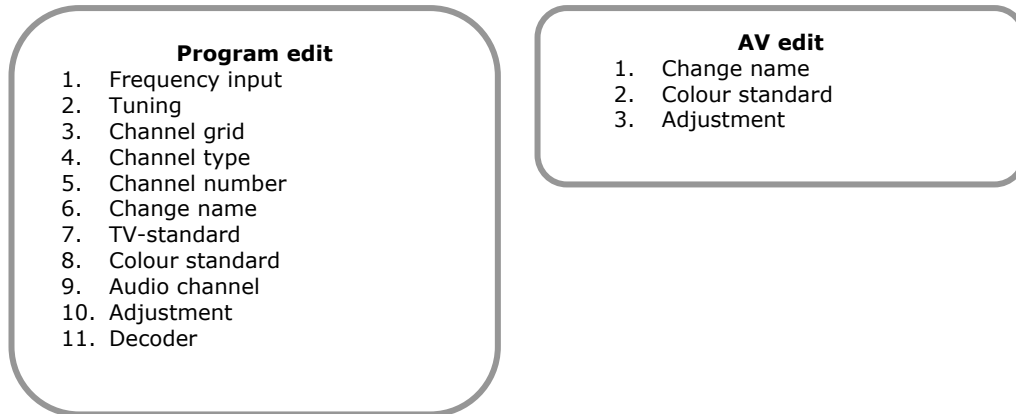 Program edit
1. Frequency input
2. Tuning
3. Channel grid
4. Channel type
5. Channel number
6. Change name
7. TV-standard
8. Colour standard
9. Audio channel
10. Adjustment
11. Decoder
AV edit
1. Change name
2. Colour standard
3. Adjustment